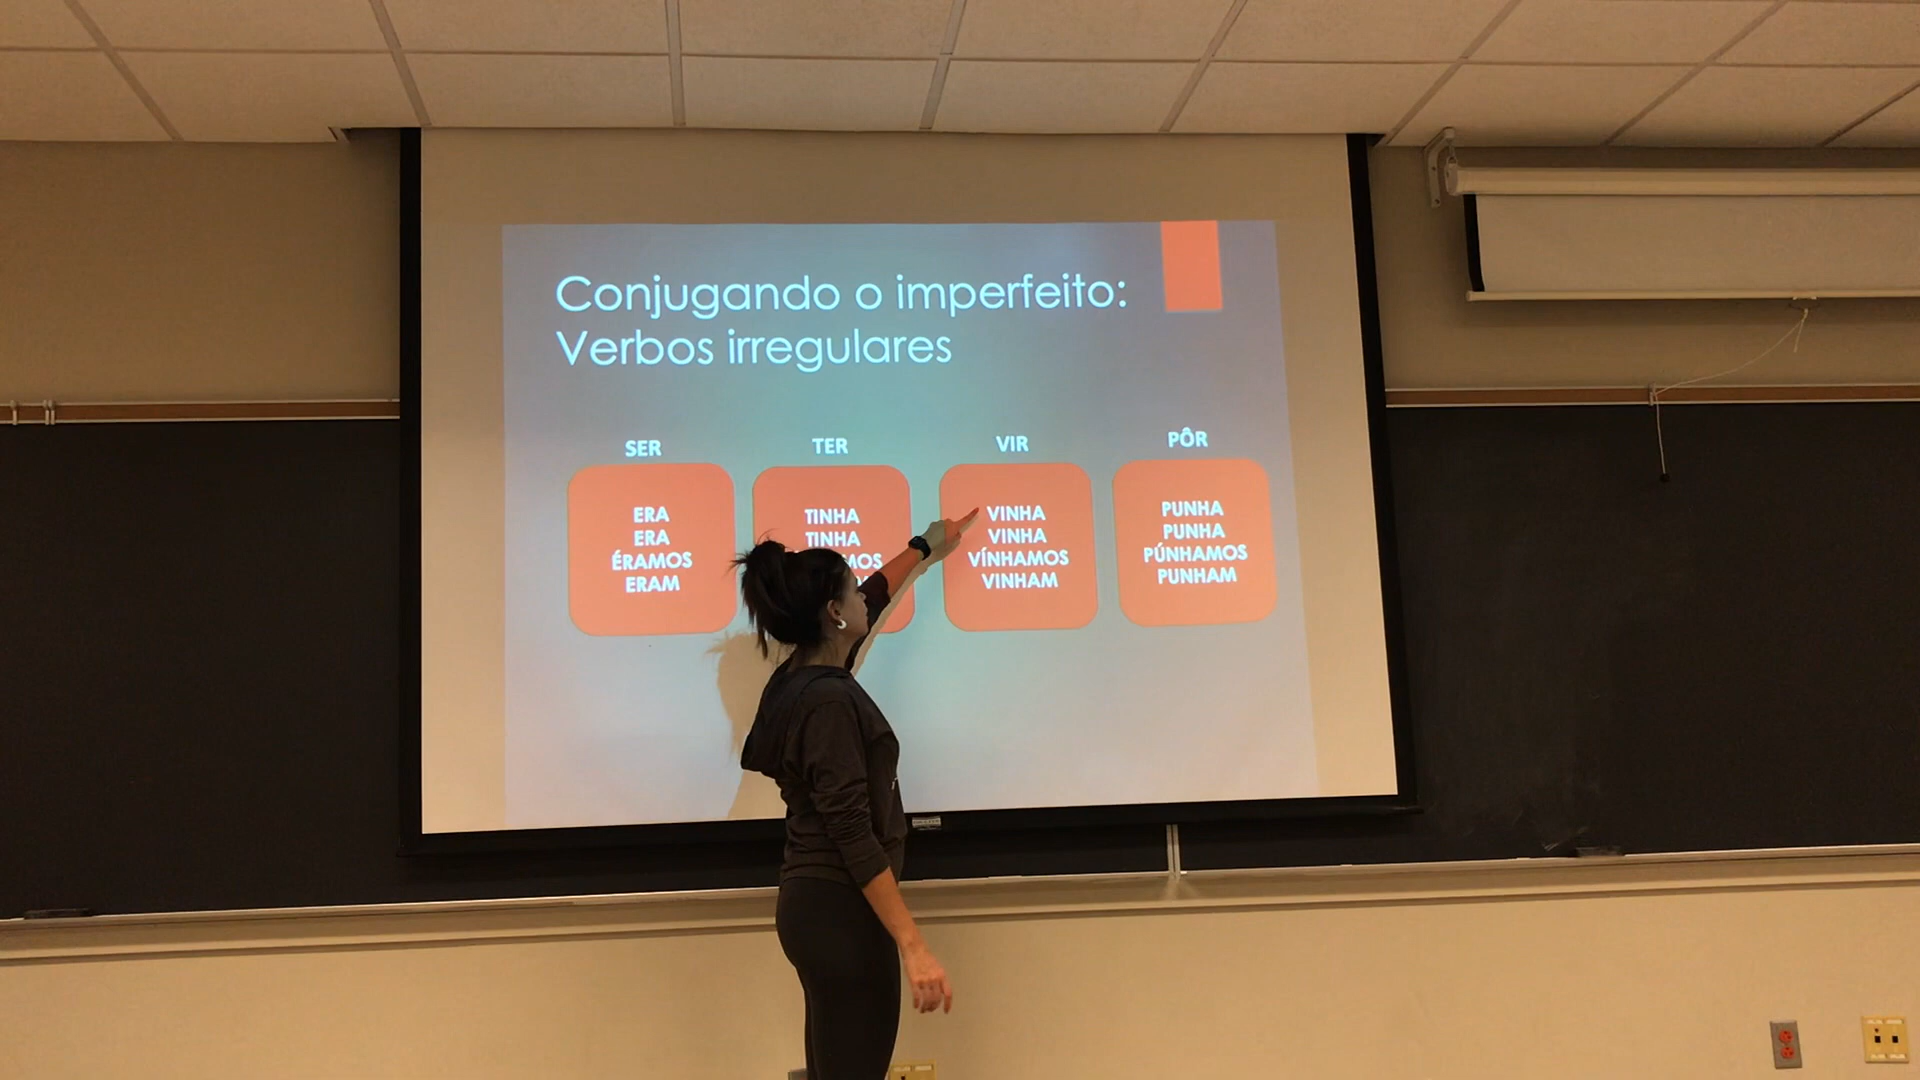 Conjugando o imperfeito:
Verbos irregulares
SER
ERA
ERA
ÉRAMOS
ERAM
TER
TINHA
TINHA
VIR
VINHA
VINHA
VÍNHAMOS
VINHAM
PÔR
PUNHA
PUNHA
PÚNHAMOS
PUNHAM